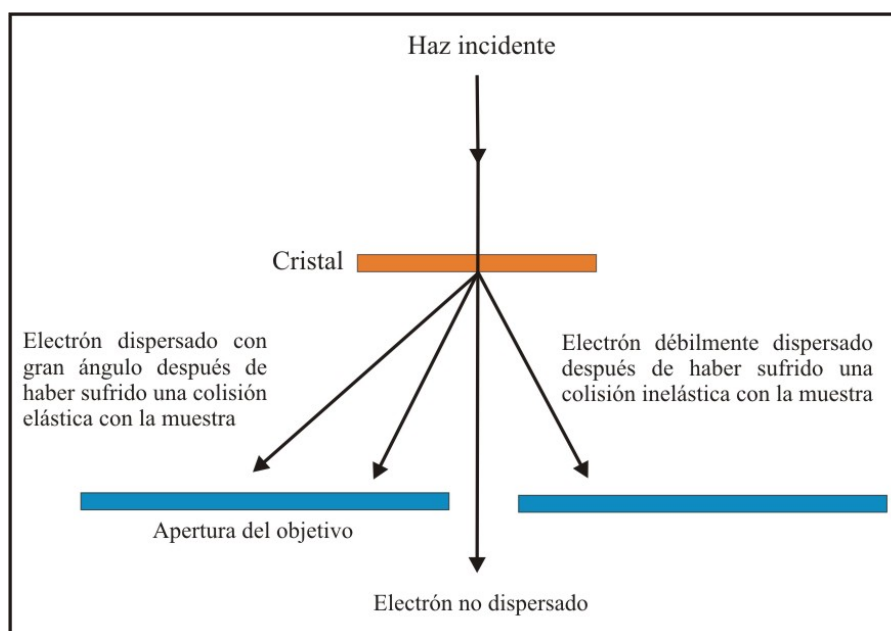 Haz incidente
Cristal
Electrón dispersado con
gran ángulo después de
haber sufrido una colisión
elástica con la muestra
Electrón débilmente dispersado
después de haber sufrido una
colisión inelástica con la muestra
Apertura del objetivo
Electrón no dispersado